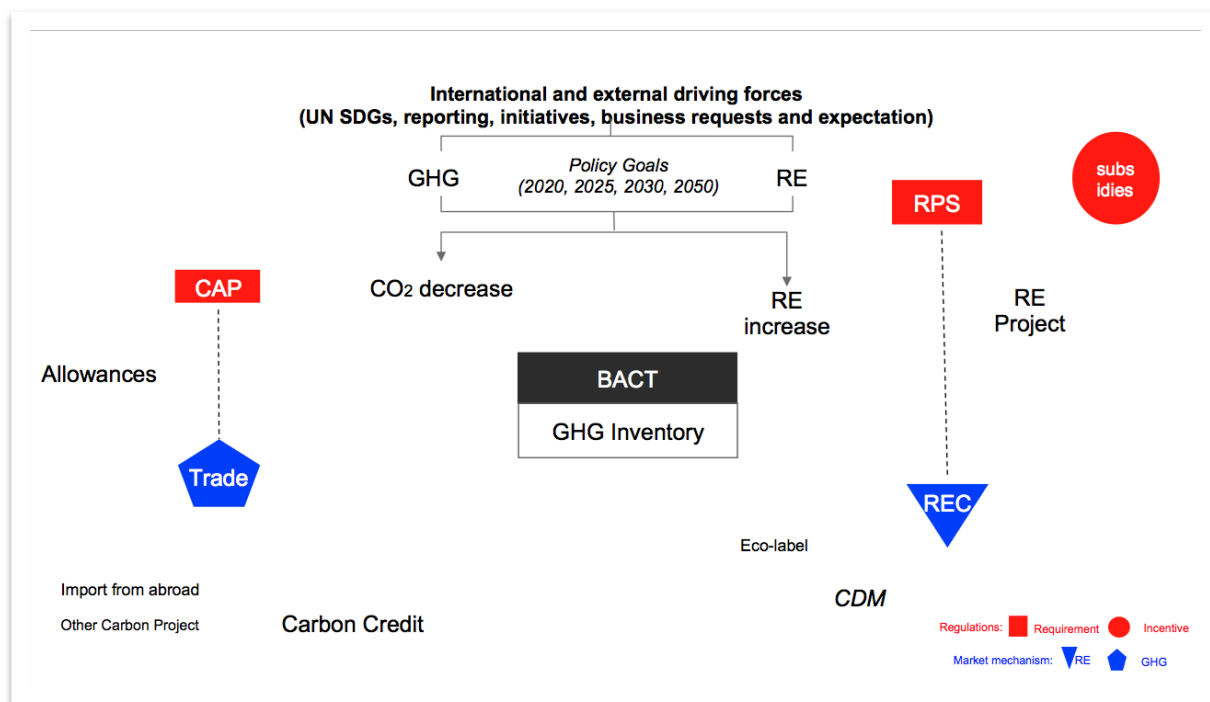 International and external driving forces
(UN SDGs, reporting, initiatives, business requests and expectation)
GHG
Policy Goals
(2020, 2025, 2030, 2050)
RE
RPS
subs
idies
CAP
CO2 decrease
RE
increase
RE
Project
Allowances
BACT
GHG Inventory
Trade
REC
Eco-label
Import from abroad
CDM
Other Carbon Project
Carbon Credit
Regulations: Requirement Incentive
Market mechanism: RE GHG